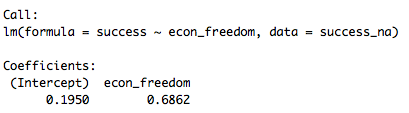 Call:
lm(formula = success ~ econ_freedom, data = success_na)
Coefficients:
(Intercept) econ_freedom
0.1950 0.6862